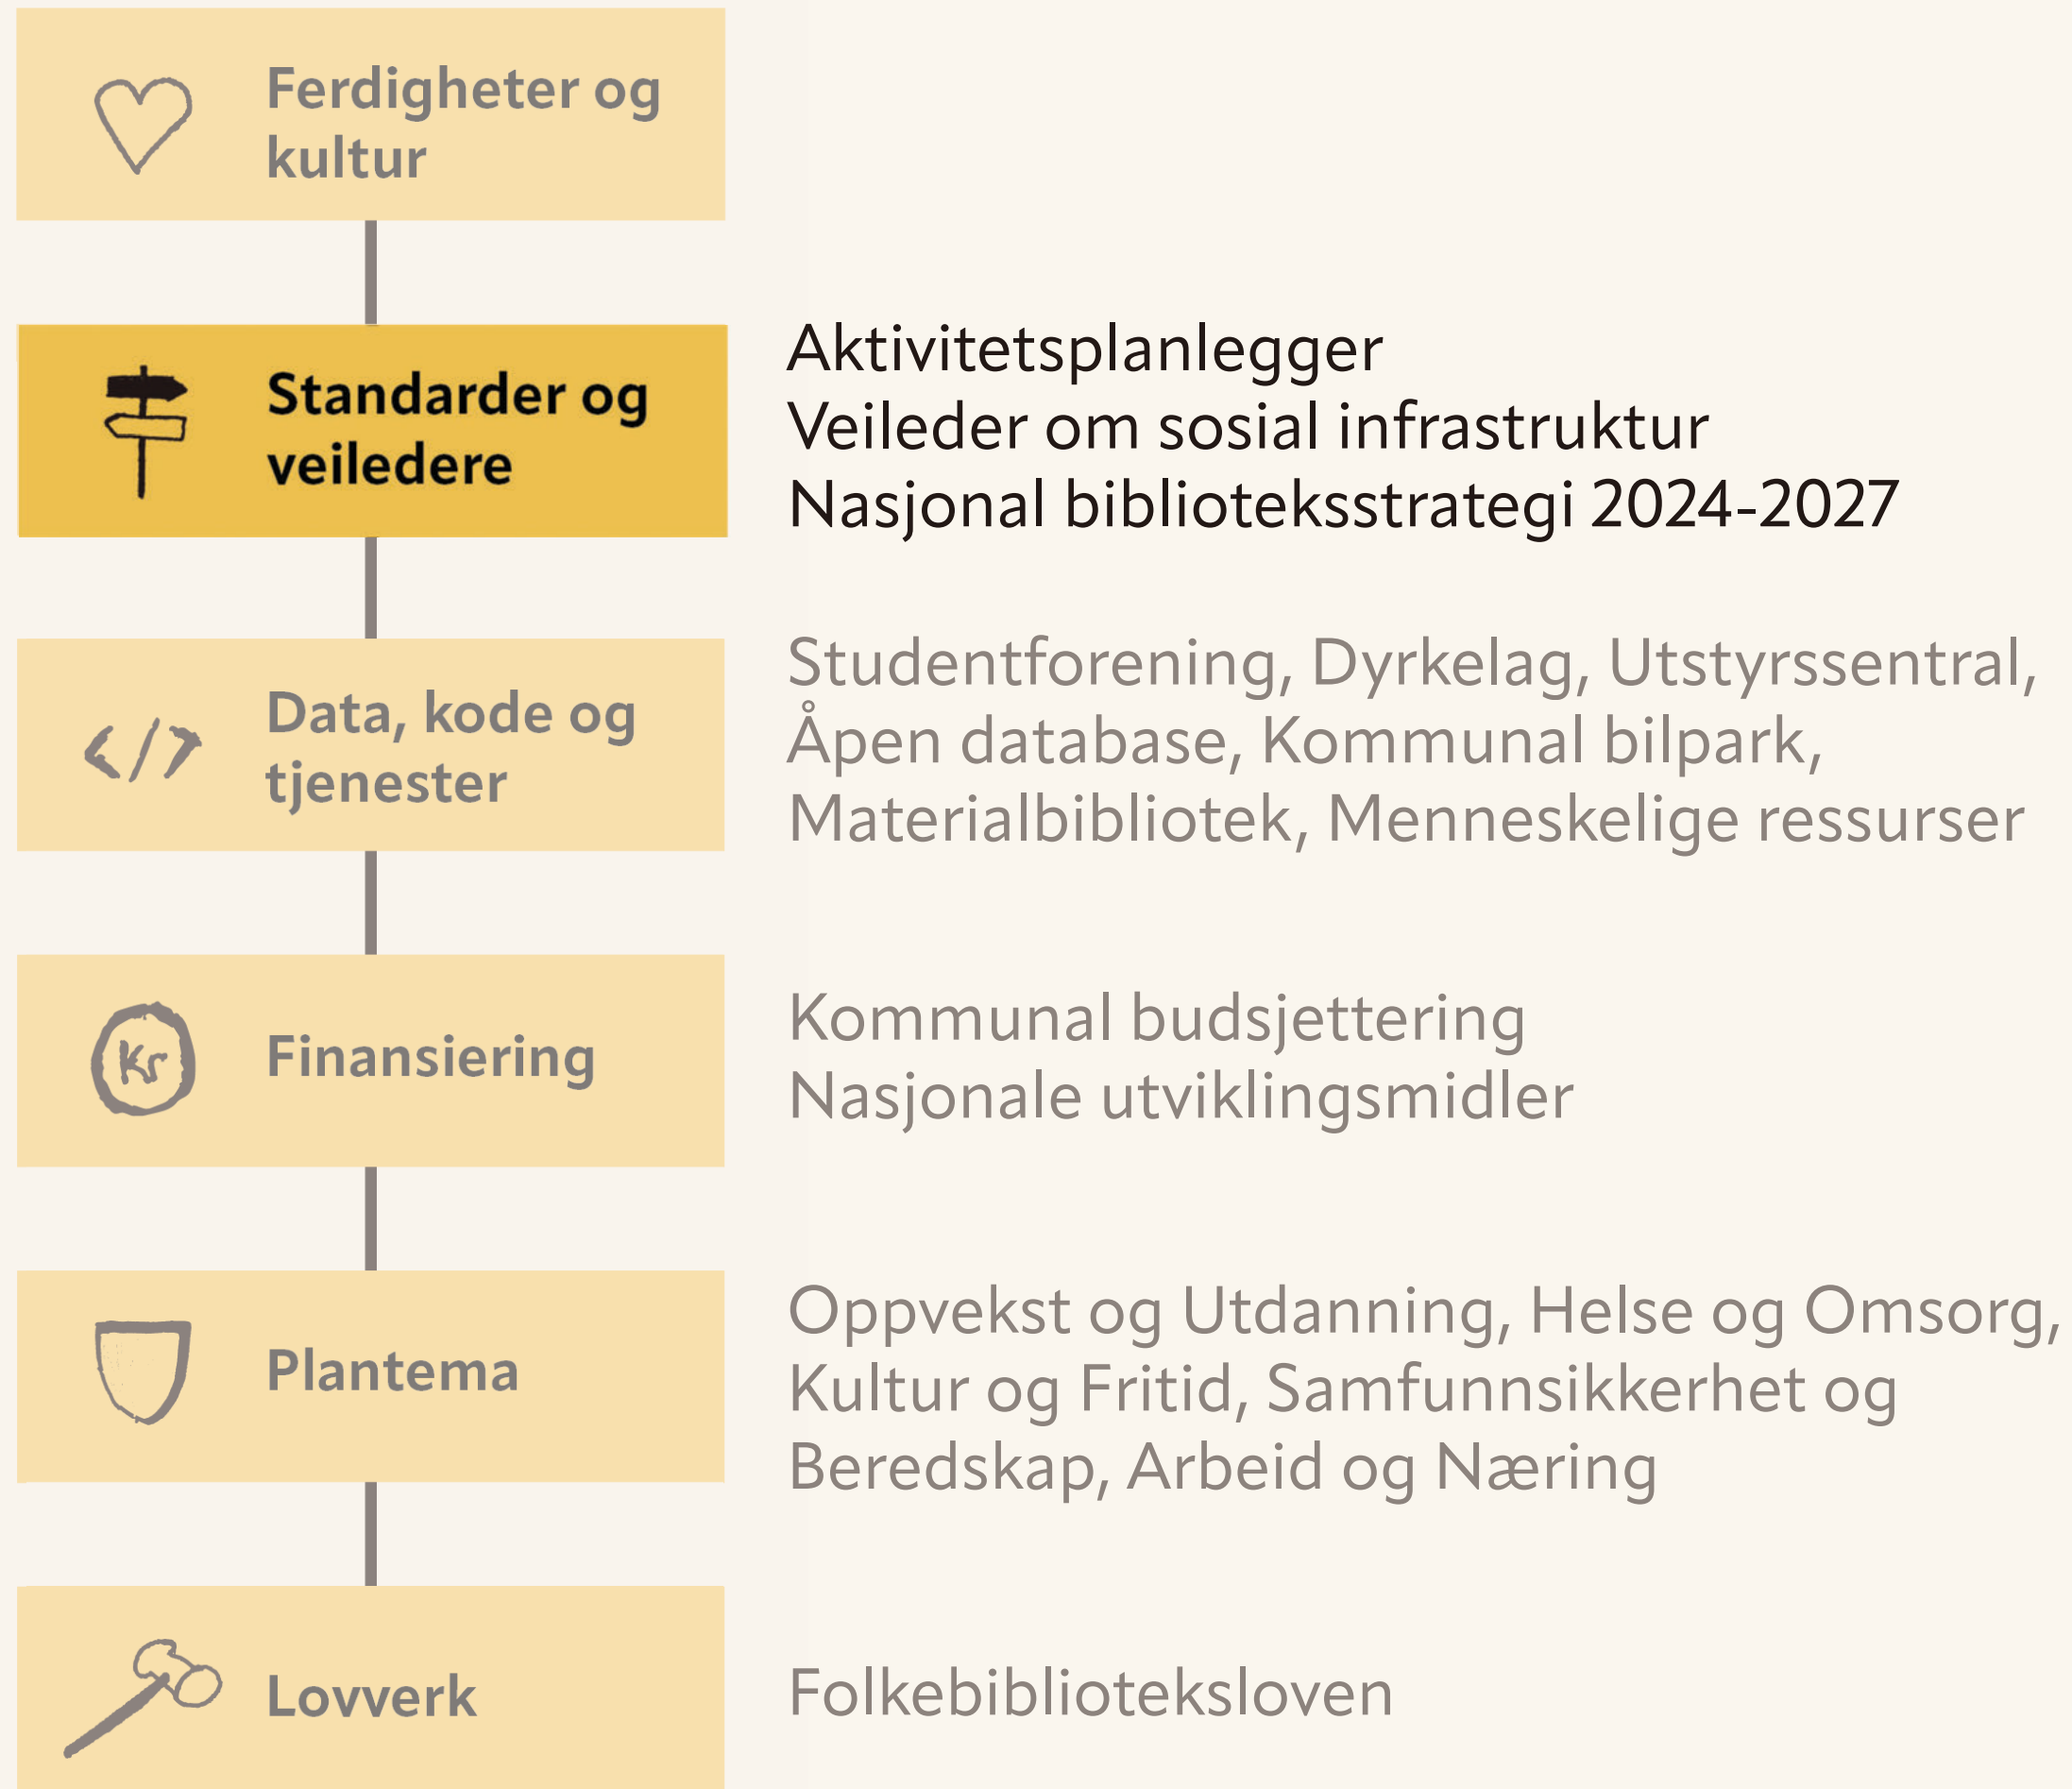 Ferdigheter og
kultur
Standarder og
veiledere
Aktivitetsplanlegger
Veileder om sosial infrastruktur
Nasjonal biblioteksstrategi 2024-2027
Data, kode og
tjenester
Studentforening, Dyrkelag, Utstyrssentral,
Åpen database, Kommunal bilpark,
Materialbibliotek, Menneskelige ressurser
Kr
Finansiering
Kommunal budsjettering
Nasjonale utviklingsmidler
Plantema
Oppvekst og Utdanning, Helse og Omsorg,
Kultur og Fritid, Samfunnsikkerhet og
Beredskap, Arbeid og Næring
Lovverk
Folkebiblioteksloven